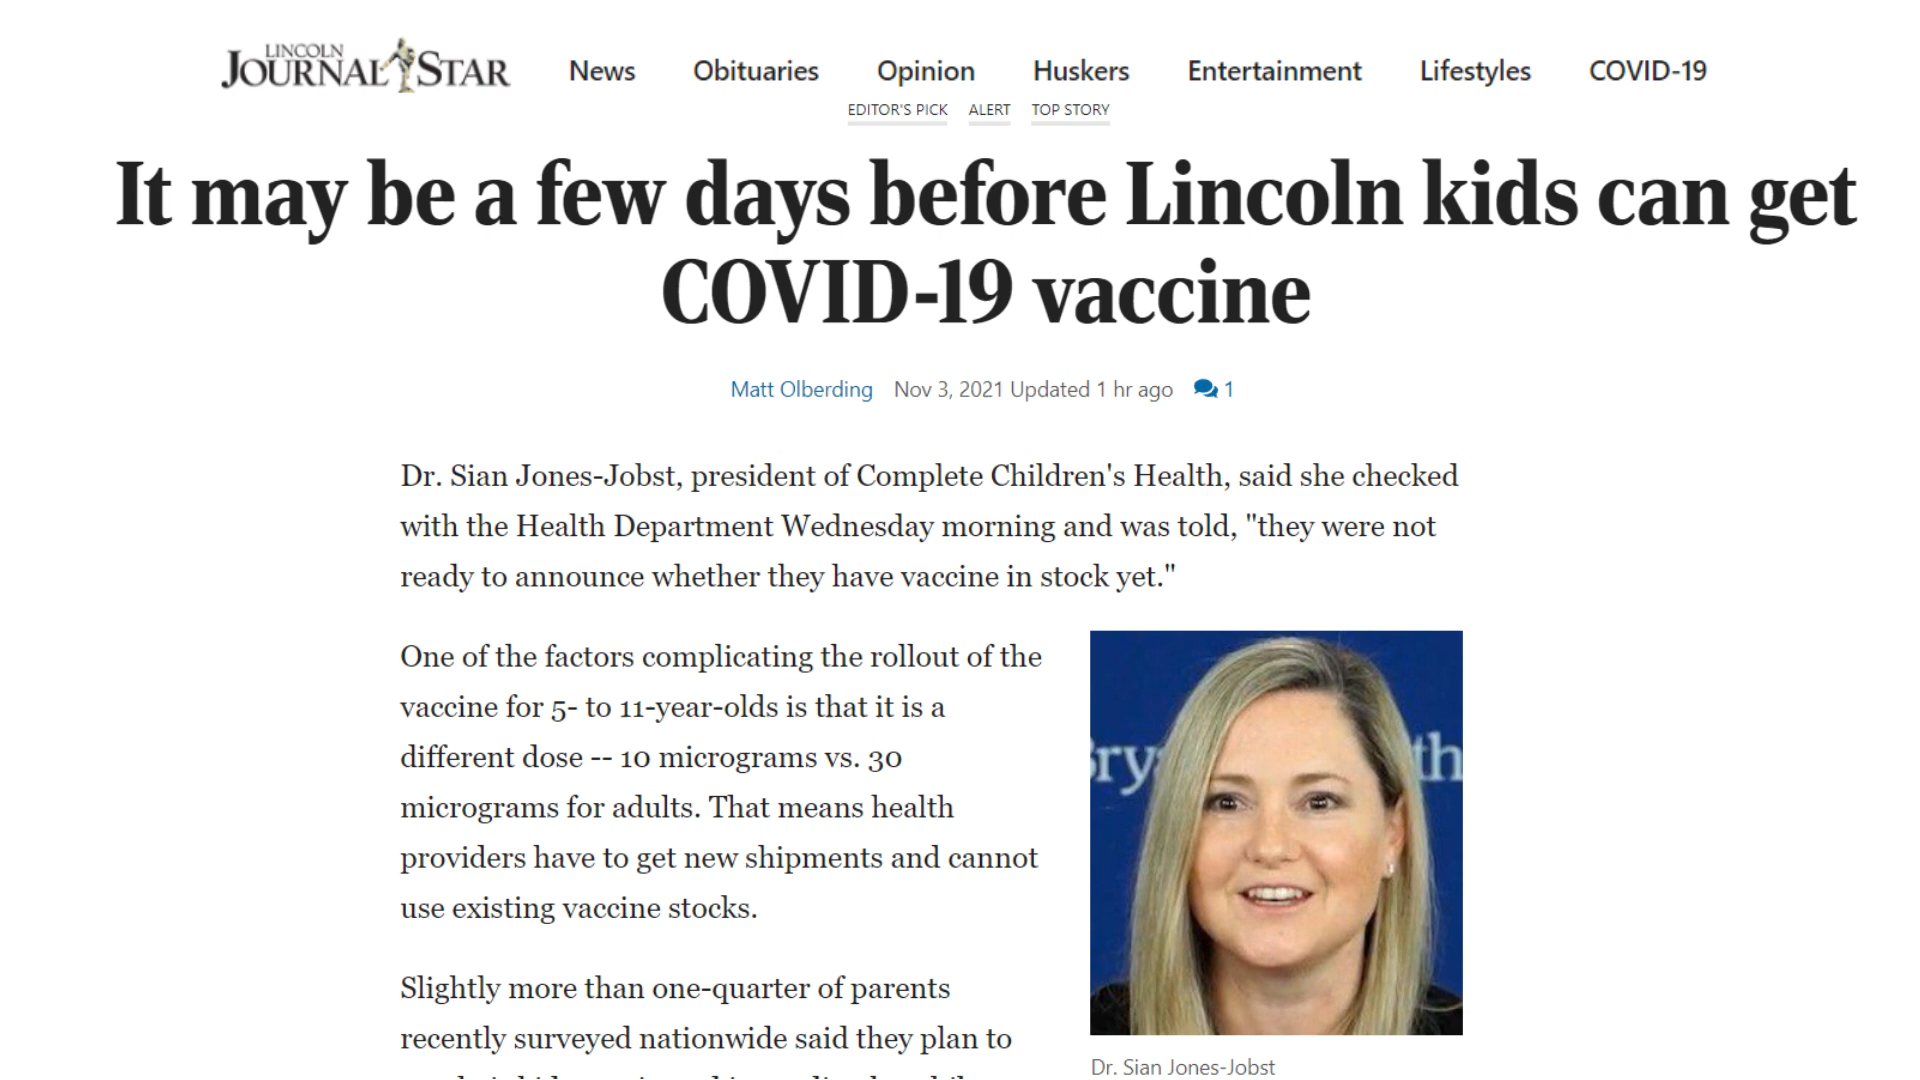 LINCOLN
JOURNAL STAR
News Obituaries Opinion Huskers Entertainment Lifestyles COVID-19
EDITOR'S PICK ALERT TOP STORY
It may be a few days before Lincoln kids can get
COVID-19 vaccine
Matt Olberding Nov 3, 2021 Updated 1 hr ago 1
Dr. Sian Jones-Jobst, president of Complete Children's Health, said she checked
with the Health Department Wednesday morning and was told, "they were not
ready to announce whether they have vaccine in stock yet."
One of the factors complicating the rollout of the
vaccine for 5- to 11-year-olds is that it is a
different dose -- 10 micrograms vs. 30
micrograms for adults. That means health
providers have to get new shipments and cannot
use existing vaccine stocks.
Slightly more than one-quarter of parents
recently surveyed nationwide said they plan to
Bry th
Dr. Sian Jones-Jobst